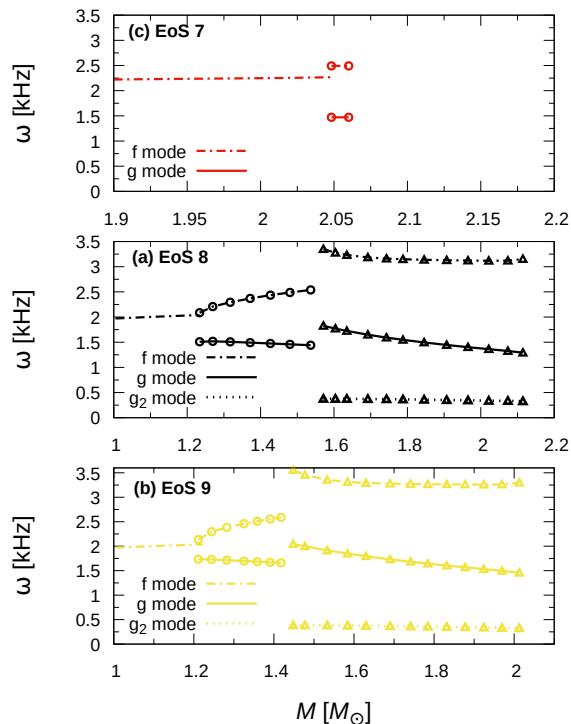 (c) EoS 7
ω [kHz]
3.5
3
2.5
2
1.5
1
0.5
0
f mode
g mode
1.9 1.95 2 2.05 2.1 2.15 2.2
(a) EoS 8
ω [kHz]
3.5
3
2.5
2
1.5
1
0.5
0
f mode
g mode
g₂ mode
1 1.2 1.4 1.6 1.8 2 2.2
(b) EoS 9
ω [kHz]
3.5
3
2.5
2
1.5
1
0.5
0
f mode
g mode
g₂ mode
1 1.2 1.4 1.6 1.8 2
M [M⊙]